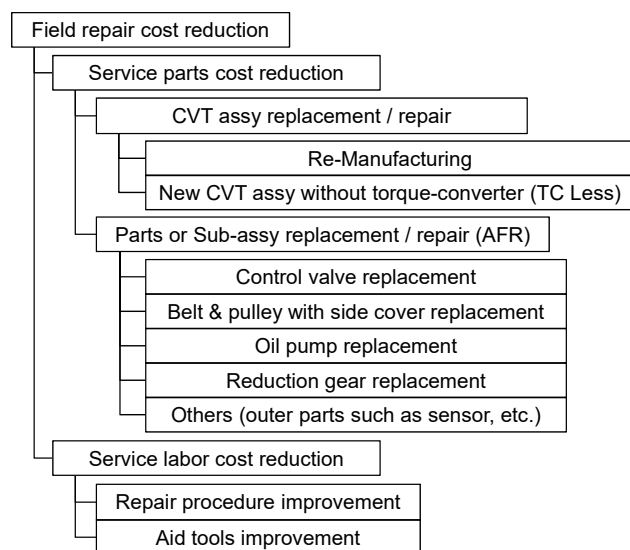 Field repair cost reduction
Service parts cost reduction
CVT assy replacement / repair
Re-Manufacturing
New CVT assy without torque-converter (TC Less)
Parts or Sub-assy replacement / repair (AFR)
Control valve replacement
Belt & pulley with side cover replacement
Oil pump replacement
Reduction gear replacement
Others (outer parts such as sensor, etc.)
Service labor cost reduction
Repair procedure improvement
Aid tools improvement